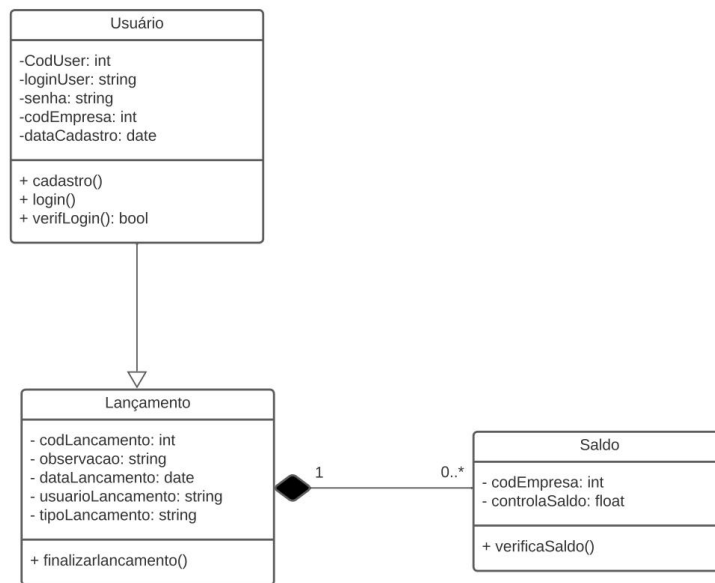 Usuário
-CodUser: int
-loginUser: string
-senha: string
-codEmpresa: int
-dataCadastro: date
+ cadastro()
+ login()
+ verifLogin(): bool
Lançamento
- codLancamento: int
- observacao: string
- dataLancamento: date
- usuarioLancamento: string
- tipoLancamento: string
+ finalizarlancamento()
1
0..*
Saldo
- codEmpresa: int
- controlaSaldo: float
+ verificaSaldo()